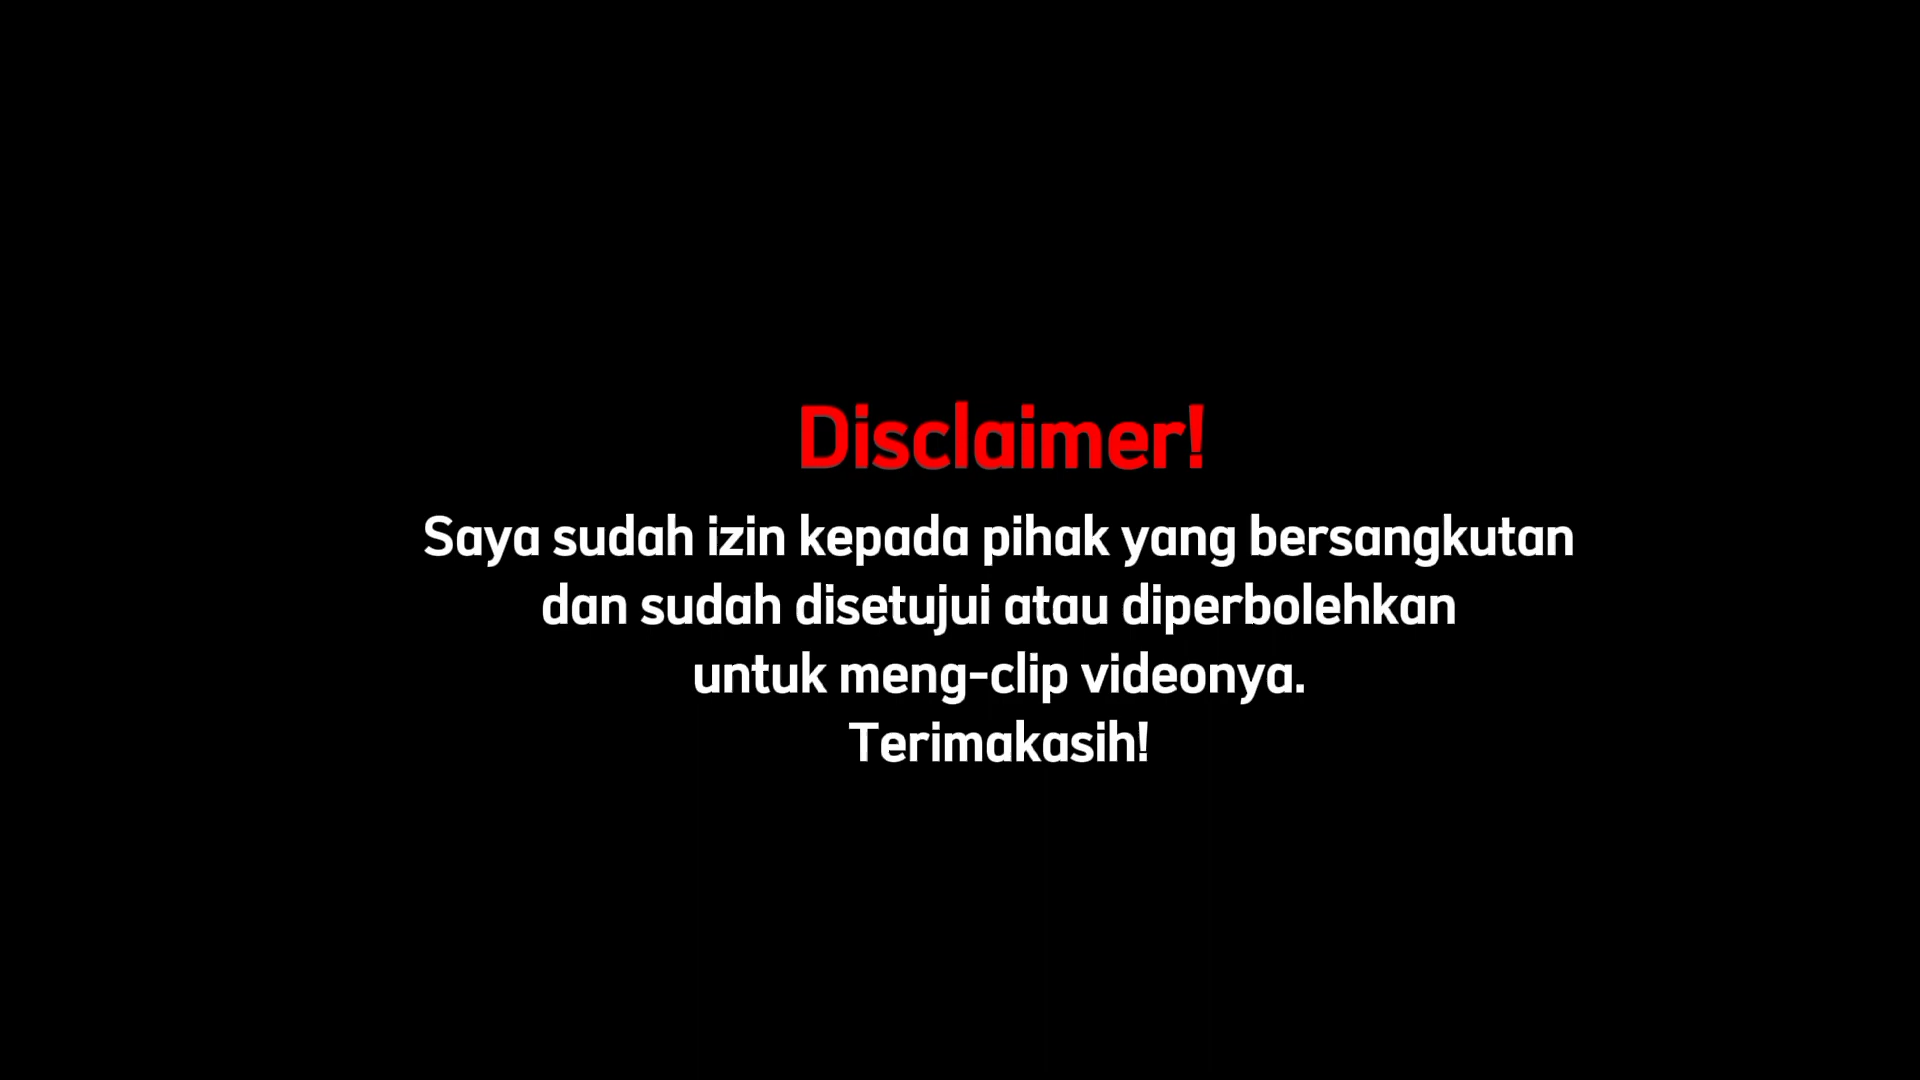 Disclaimer!
Saya sudah izin kepada pihak yang bersangkutan
dan sudah disetujui atau diperbolehkan
untuk meng-clip videonya.
Terimakasih!